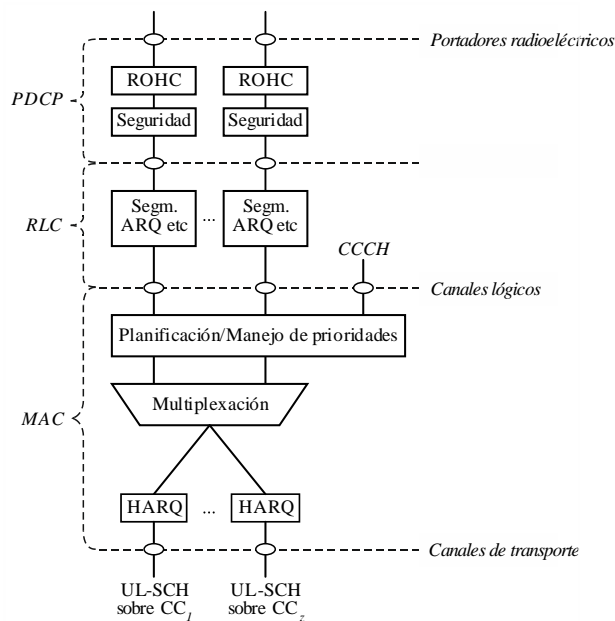 Portadores radioeléctricos
ROHC
ROHC
PDCP
Seguridad
Seguridad
Segm.
ARQ etc
...
Segm.
ARQ etc
RLC
CCCH
Canales lógicos
Planificación/Manejo de prioridades
Multiplexación
MAC
HARQ
...
HARQ
Canales de transporte
UL-SCH
sobre CC1
UL-SCH
sobre CCz